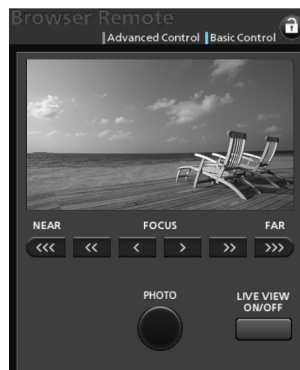 Browser Remote
Advanced Control Basic Control
NEAR FOCUS FAR
<<< << < > >> >>>
PHOTO LIVE VIEW
ON/OFF